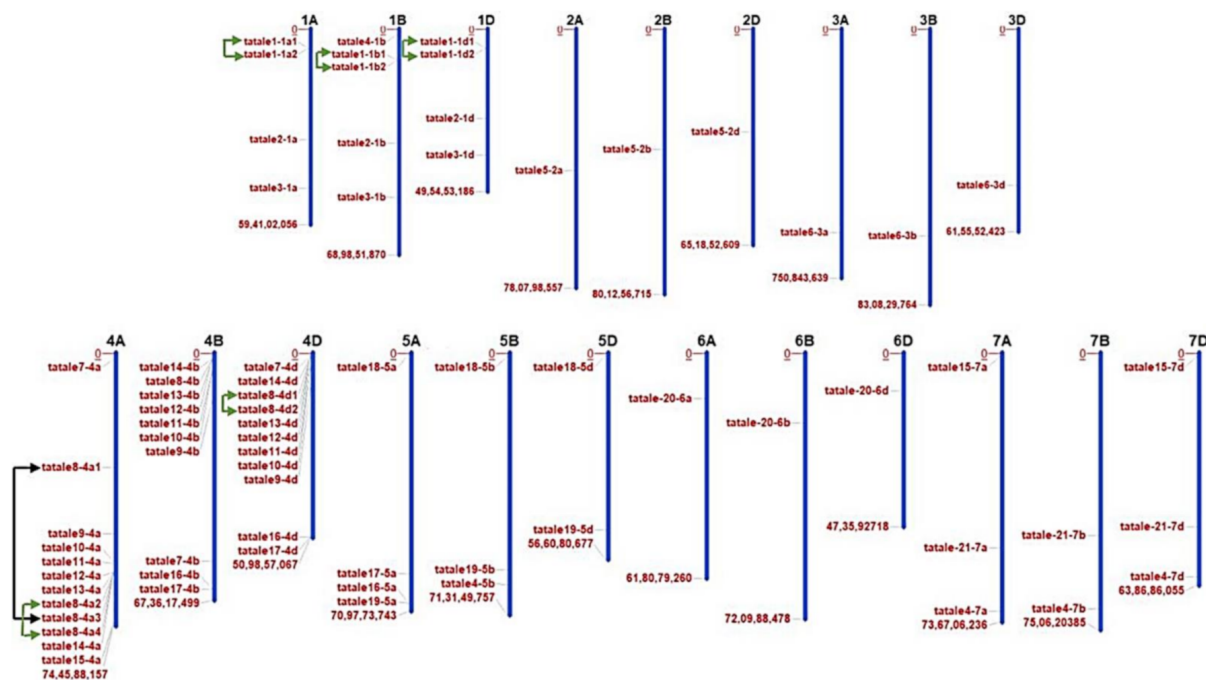 1A
0
tatale1-1a1
tatale1-1a2
tatale2-1a
tatale3-1a
59,41,02,056
1B
0
tatale4-1b
tatale1-1b1
tatale1-1b2
tatale2-1b
tatale3-1b
68,98,51,870
1D
0
tatale1-1d1
tatale1-1d2
tatale2-1d
tatale3-1d
49,54,53,186
2A
0
tatale5-2a
78,07,98,557
2B
0
tatale5-2b
80,12,56,715
2D
0
tatale5-2d
65,18,52,609
3A
0
tatale6-3a
750,843,639
3B
0
tatale6-3b
83,08,29,764
3D
0
tatale6-3d
61,55,52,423
4A
0
tatale7-4a
tatale8-4a1
tatale9-4a
tatale10-4a
tatale11-4a
tatale12-4a
tatale13-4a
tatale8-4a2
tatale8-4a3
tatale8-4a4
tatale14-4a
tatale15-4a
74,45,88,157
4B
0
tatale14-4b
tatale8-4b
tatale13-4b
tatale12-4b
tatale11-4b
tatale10-4b
tatale9-4b
tatale7-4b
tatale16-4b
tatale17-4b
67,36,17,499
4D
0
tatale7-4d
tatale14-4d
tatale8-4d1
tatale8-4d2
tatale13-4d
tatale12-4d
tatale11-4d
tatale10-4d
tatale9-4d
tatale16-4d
tatale17-4d
50,98,57,067
5A
0
tatale18-5a
tatale17-5a
tatale16-5a
tatale19-5a
70,97,73,743
5B
0
tatale18-5b
tatale19-5b
tatale4-5b
71,31,49,757
5D
0
tatale18-5d
tatale19-5d
56,60,80,677
6A
0
tatale-20-6a
61,80,79,260
6B
0
tatale-20-6b
72,09,88,478
6D
0
tatale-20-6d
47,35,92718
7A
0
tatale15-7a
tatale-21-7a
tatale4-7a
73,67,06,236
7B
0
tatale-21-7b
tatale4-7b
75,06,20385
7D
0
tatale15-7d
tatale-21-7d
tatale4-7d
63,86,86,055